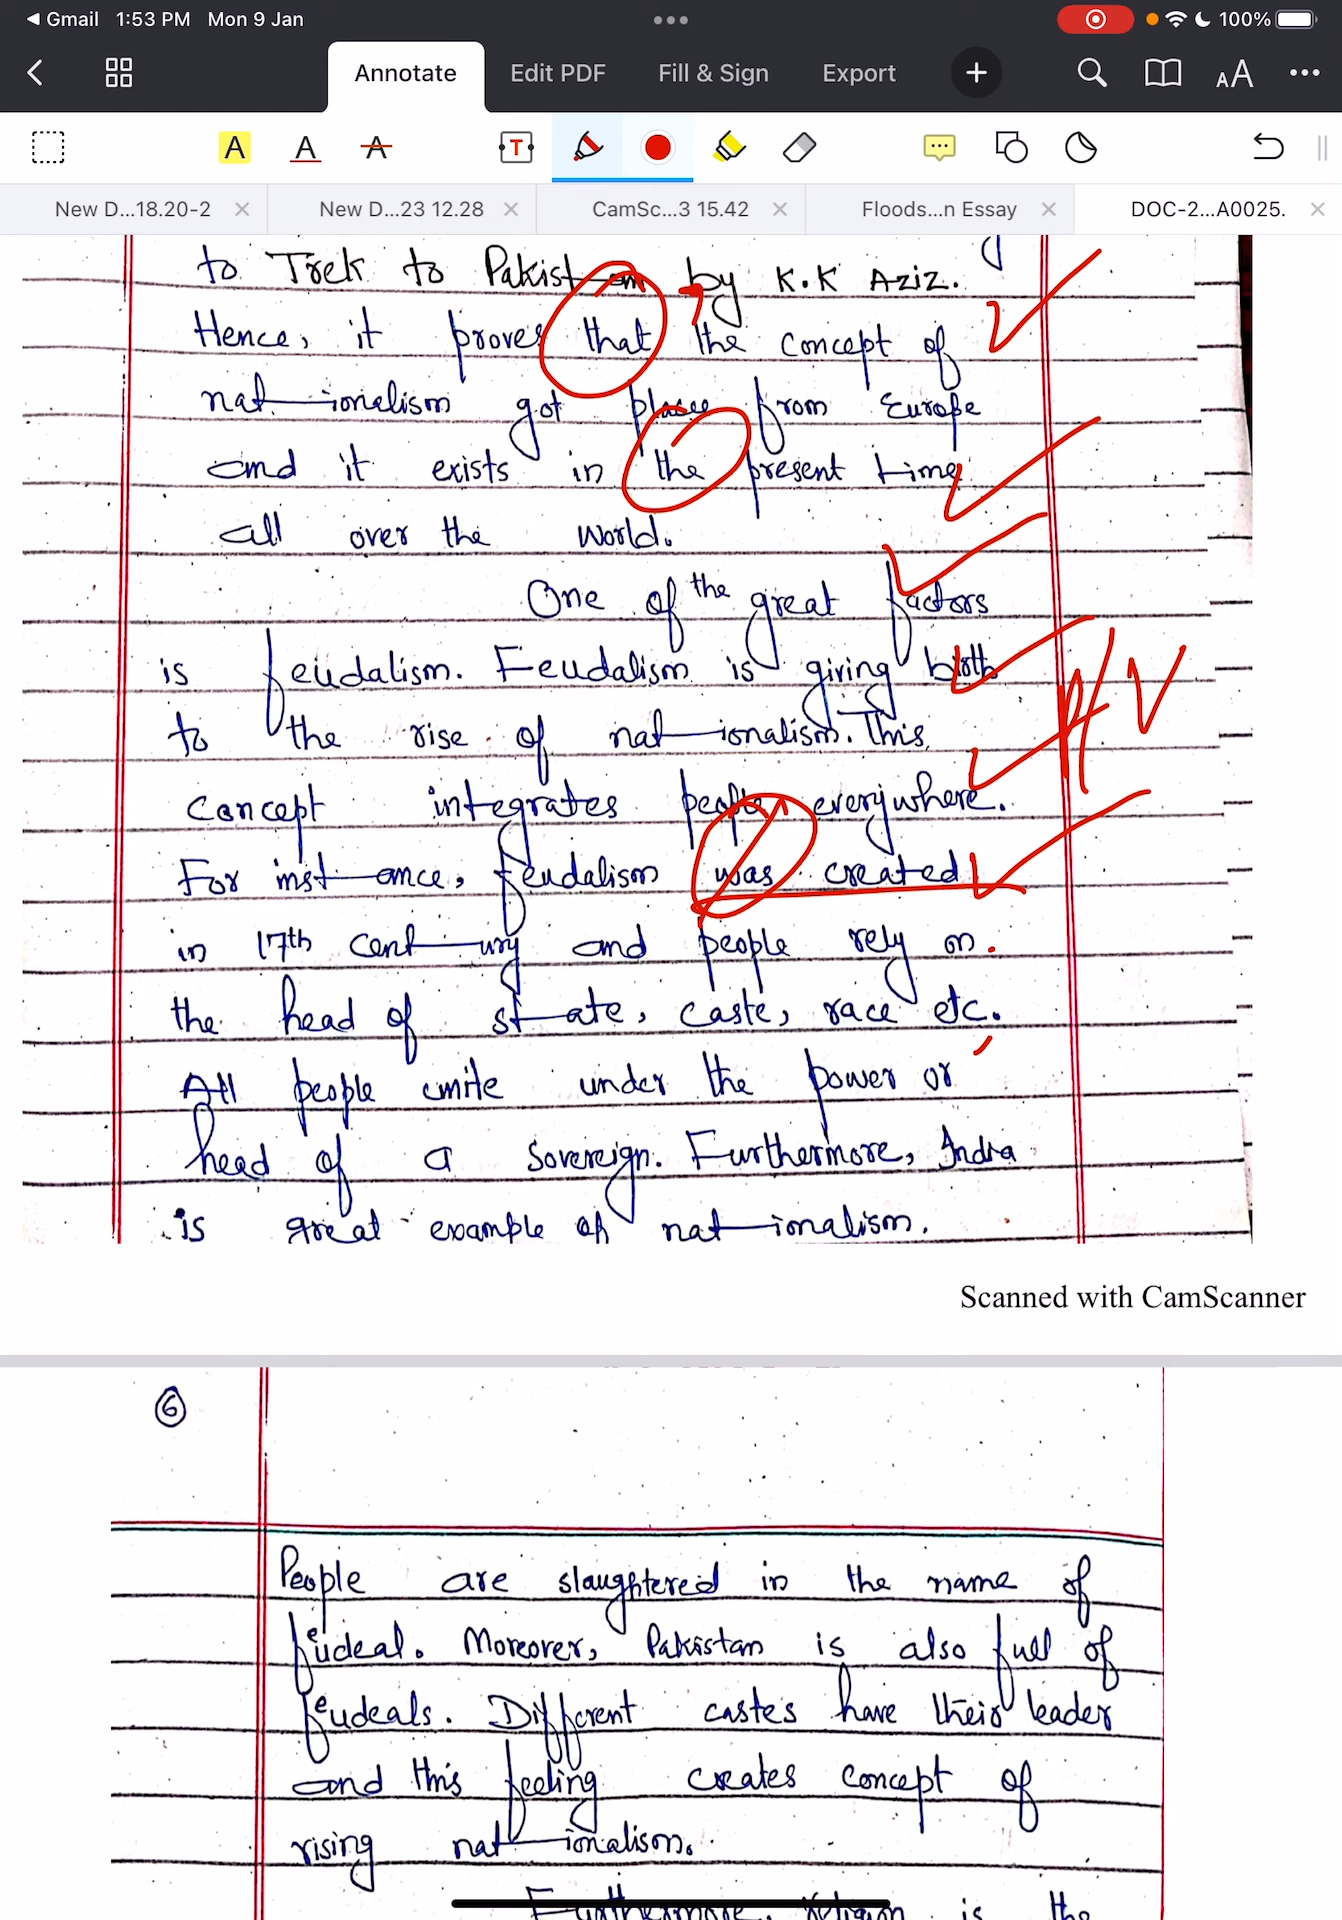 Gmail 1:53 PM Mon 9 Jan 100%
Annotate Edit PDF Fill & Sign Export
New D...18.20-2 New D...23 12.28 CamSc...3 15.42 Floods...n Essay DOC-2...A0025.
to Trek to Pakistan by K.K Aziz.
Hence, it proves that the concept of
nationalism got place from Europe
and it exists in the present time
all over the world.
One of the great factors
is feudalism. Feudalism is giving birth
to the rise of nationalism. This
concept integrates people everywhere.
For instance, feudalism was created
in 17th century and people rely on
the head of state, caste, race etc.
All people unite under the power or
head of a sovereign. Furthermore, India
is great example of nationalism.
Scanned with CamScanner
6
People are slaughtered in the name of
feudeal. Moreover, Pakistan is also full of
feudeals. Different castes have their leader
and this feeling creates concept of
rising nationalism.
Furthermore, religion is the